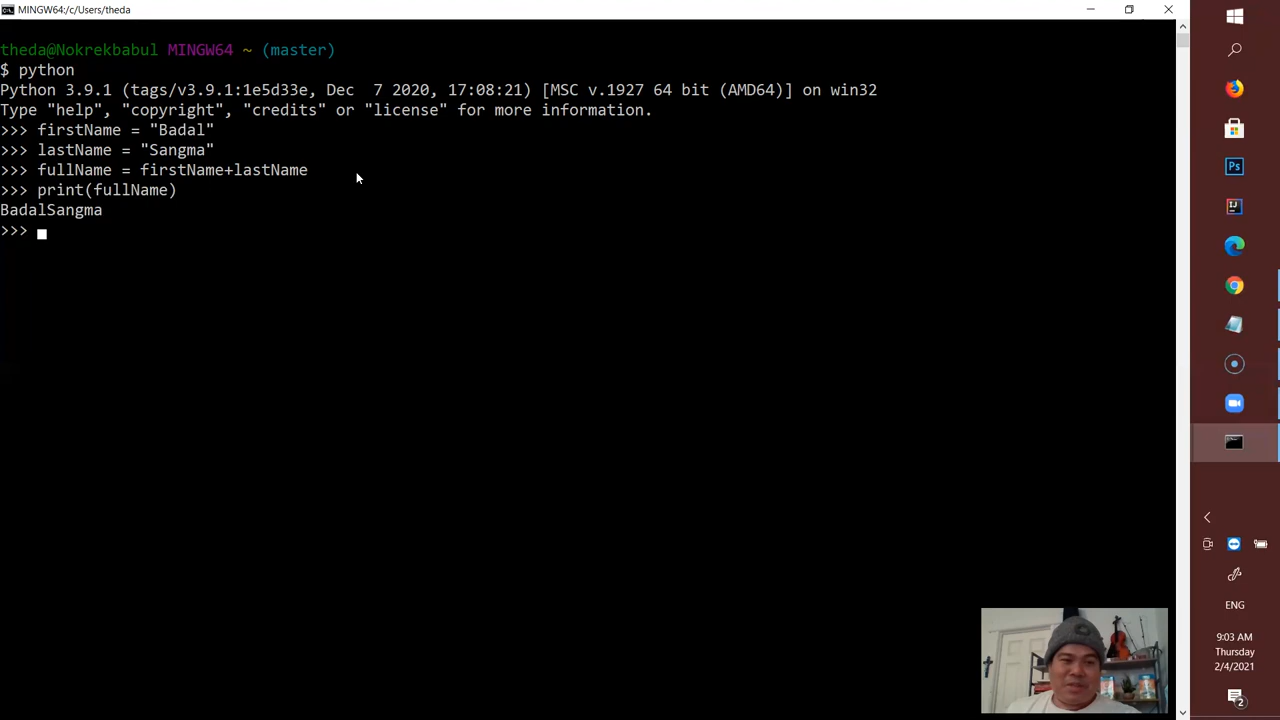 MINGW64:/c/Users/theda
theda@Nokrekbabul MINGW64 ~ (master)
$ python
Python 3.9.1 (tags/v3.9.1:1e5d33e, Dec  7 2020, 17:08:21) [MSC v.1927 64 bit (AMD64)] on win32
Type "help", "copyright", "credits" or "license" for more information.
>>> firstName = "Badal"
>>> lastName = "Sangma"
>>> fullName = firstName+lastName
>>> print(fullName)
BadalSangma
>>>
Ps
IJ
ENG
9:03 AM
Thursday
2/4/2021
2